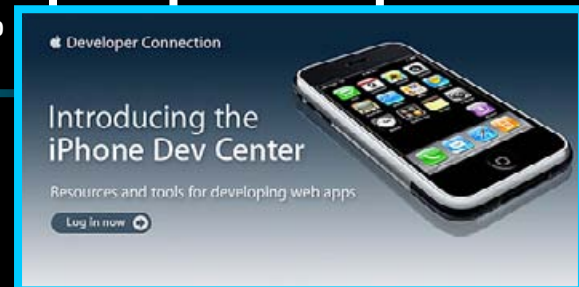 Developer Connection
Introducing the
iPhone Dev Center
Resources and tools for developing web apps
Log in now